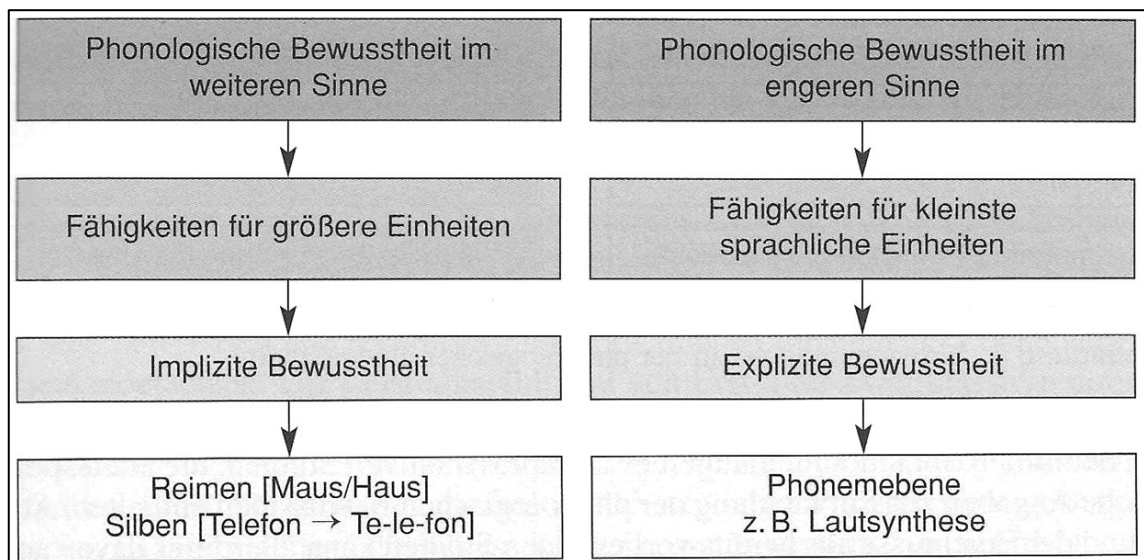 Phonologische Bewusstheit im
weiteren Sinne
Fähigkeiten für größere Einheiten
Implizite Bewusstheit
Reimen [Maus/Haus]
Silben [Telefon → Te-le-fon]
Phonologische Bewusstheit im
engeren Sinne
Fähigkeiten für kleinste
sprachliche Einheiten
Explizite Bewusstheit
Phonemebene
z. B. Lautsynthese